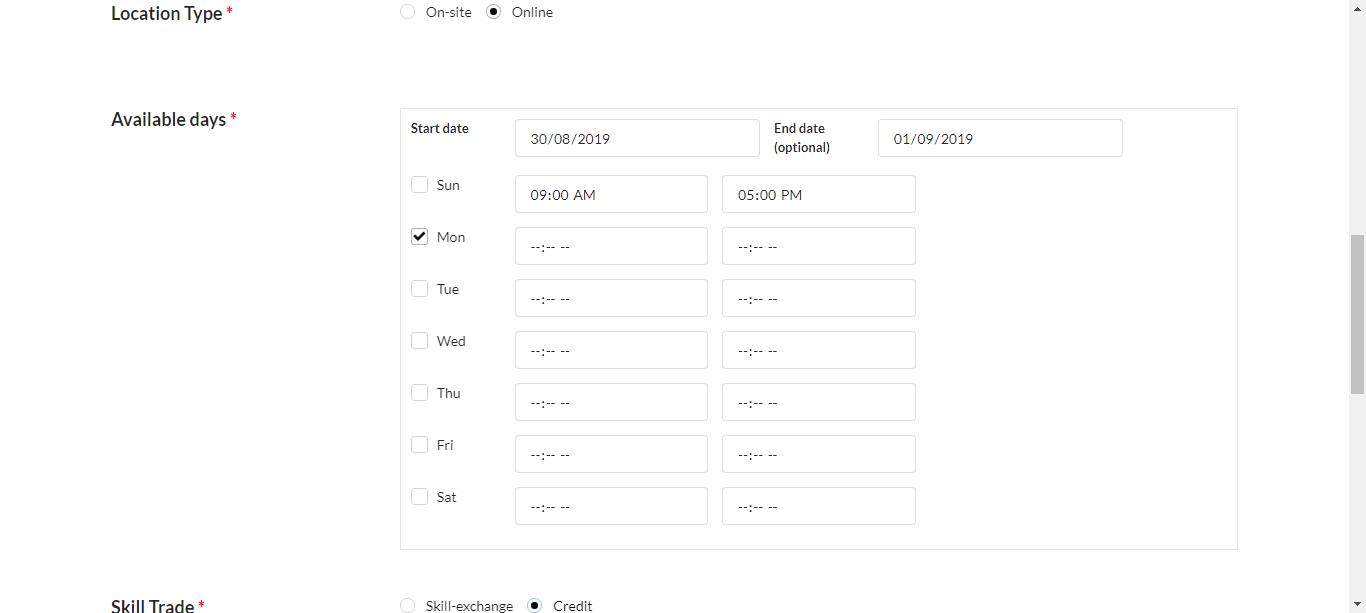 Location Type * On-site Online
Available days *
Start date 30/08/2019 End date (optional) 01/09/2019
Sun 09:00 AM 05:00 PM
Mon --:-- -- --:-- --
Tue --:-- -- --:-- --
Wed --:-- -- --:-- --
Thu --:-- -- --:-- --
Fri --:-- -- --:-- --
Sat --:-- -- --:-- --
Skill Trade * Skill-exchange Credit